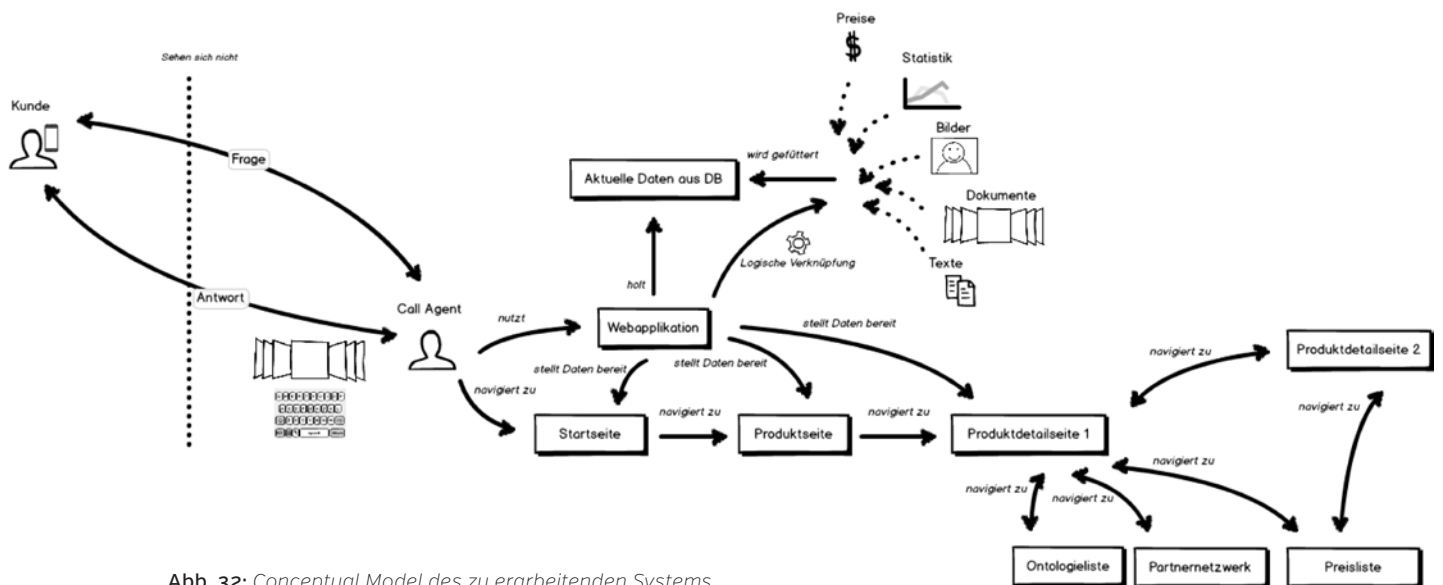 Preise
Sehen sich nicht
Statistik
Kunde
Bilder
Frage
wird gefüttert
Aktuelle Daten aus DB
Dokumente
Logische Verknüpfung
Texte
holt
Antwort
Call Agent
nutzt
Webapplikation
stellt Daten bereit
stellt Daten bereit
stellt Daten bereit
navigiert zu
Produktdetailseite 2
navigiert zu
navigiert zu
navigiert zu
navigiert zu
Startseite
Produktseite
Produktdetailseite 1
navigiert zu
navigiert zu
navigiert zu
Ontologieliste
Partnernetzwerk
Preisliste
Abb. 32: Conceptual Model des zu erarbeitenden Systems